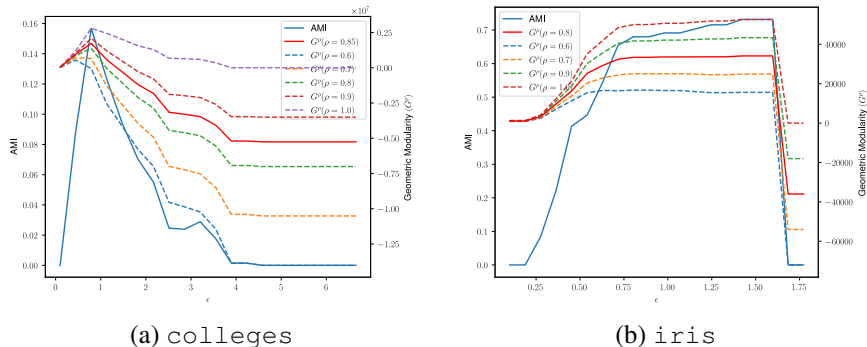 ×10⁷
AMI
G^ρ(ρ = 0.85)
G^ρ(ρ = 0.6)
G^ρ(ρ = 0.7)
G^ρ(ρ = 0.8)
G^ρ(ρ = 0.9)
G^ρ(ρ = 1.0)
0.16
0.14
0.12
0.10
0.08
0.06
0.04
0.02
0.00
AMI
0 1 2 3 4 5 6
ϵ
0.25
0.00
−0.25
−0.50
−0.75
−1.00
−1.25
Geometric Modularity (G^ρ)
(a) colleges
AMI
G^ρ(ρ = 0.8)
G^ρ(ρ = 0.6)
G^ρ(ρ = 0.7)
G^ρ(ρ = 0.9)
G^ρ(ρ = 1.
0.7
0.6
0.5
0.4
0.3
0.2
0.1
0.0
AMI
0.25 0.50 0.75 1.00 1.25 1.50 1.75
ϵ
40000
20000
0
−20000
−40000
−60000
Geometric Modularity (G^ρ)
(b) iris